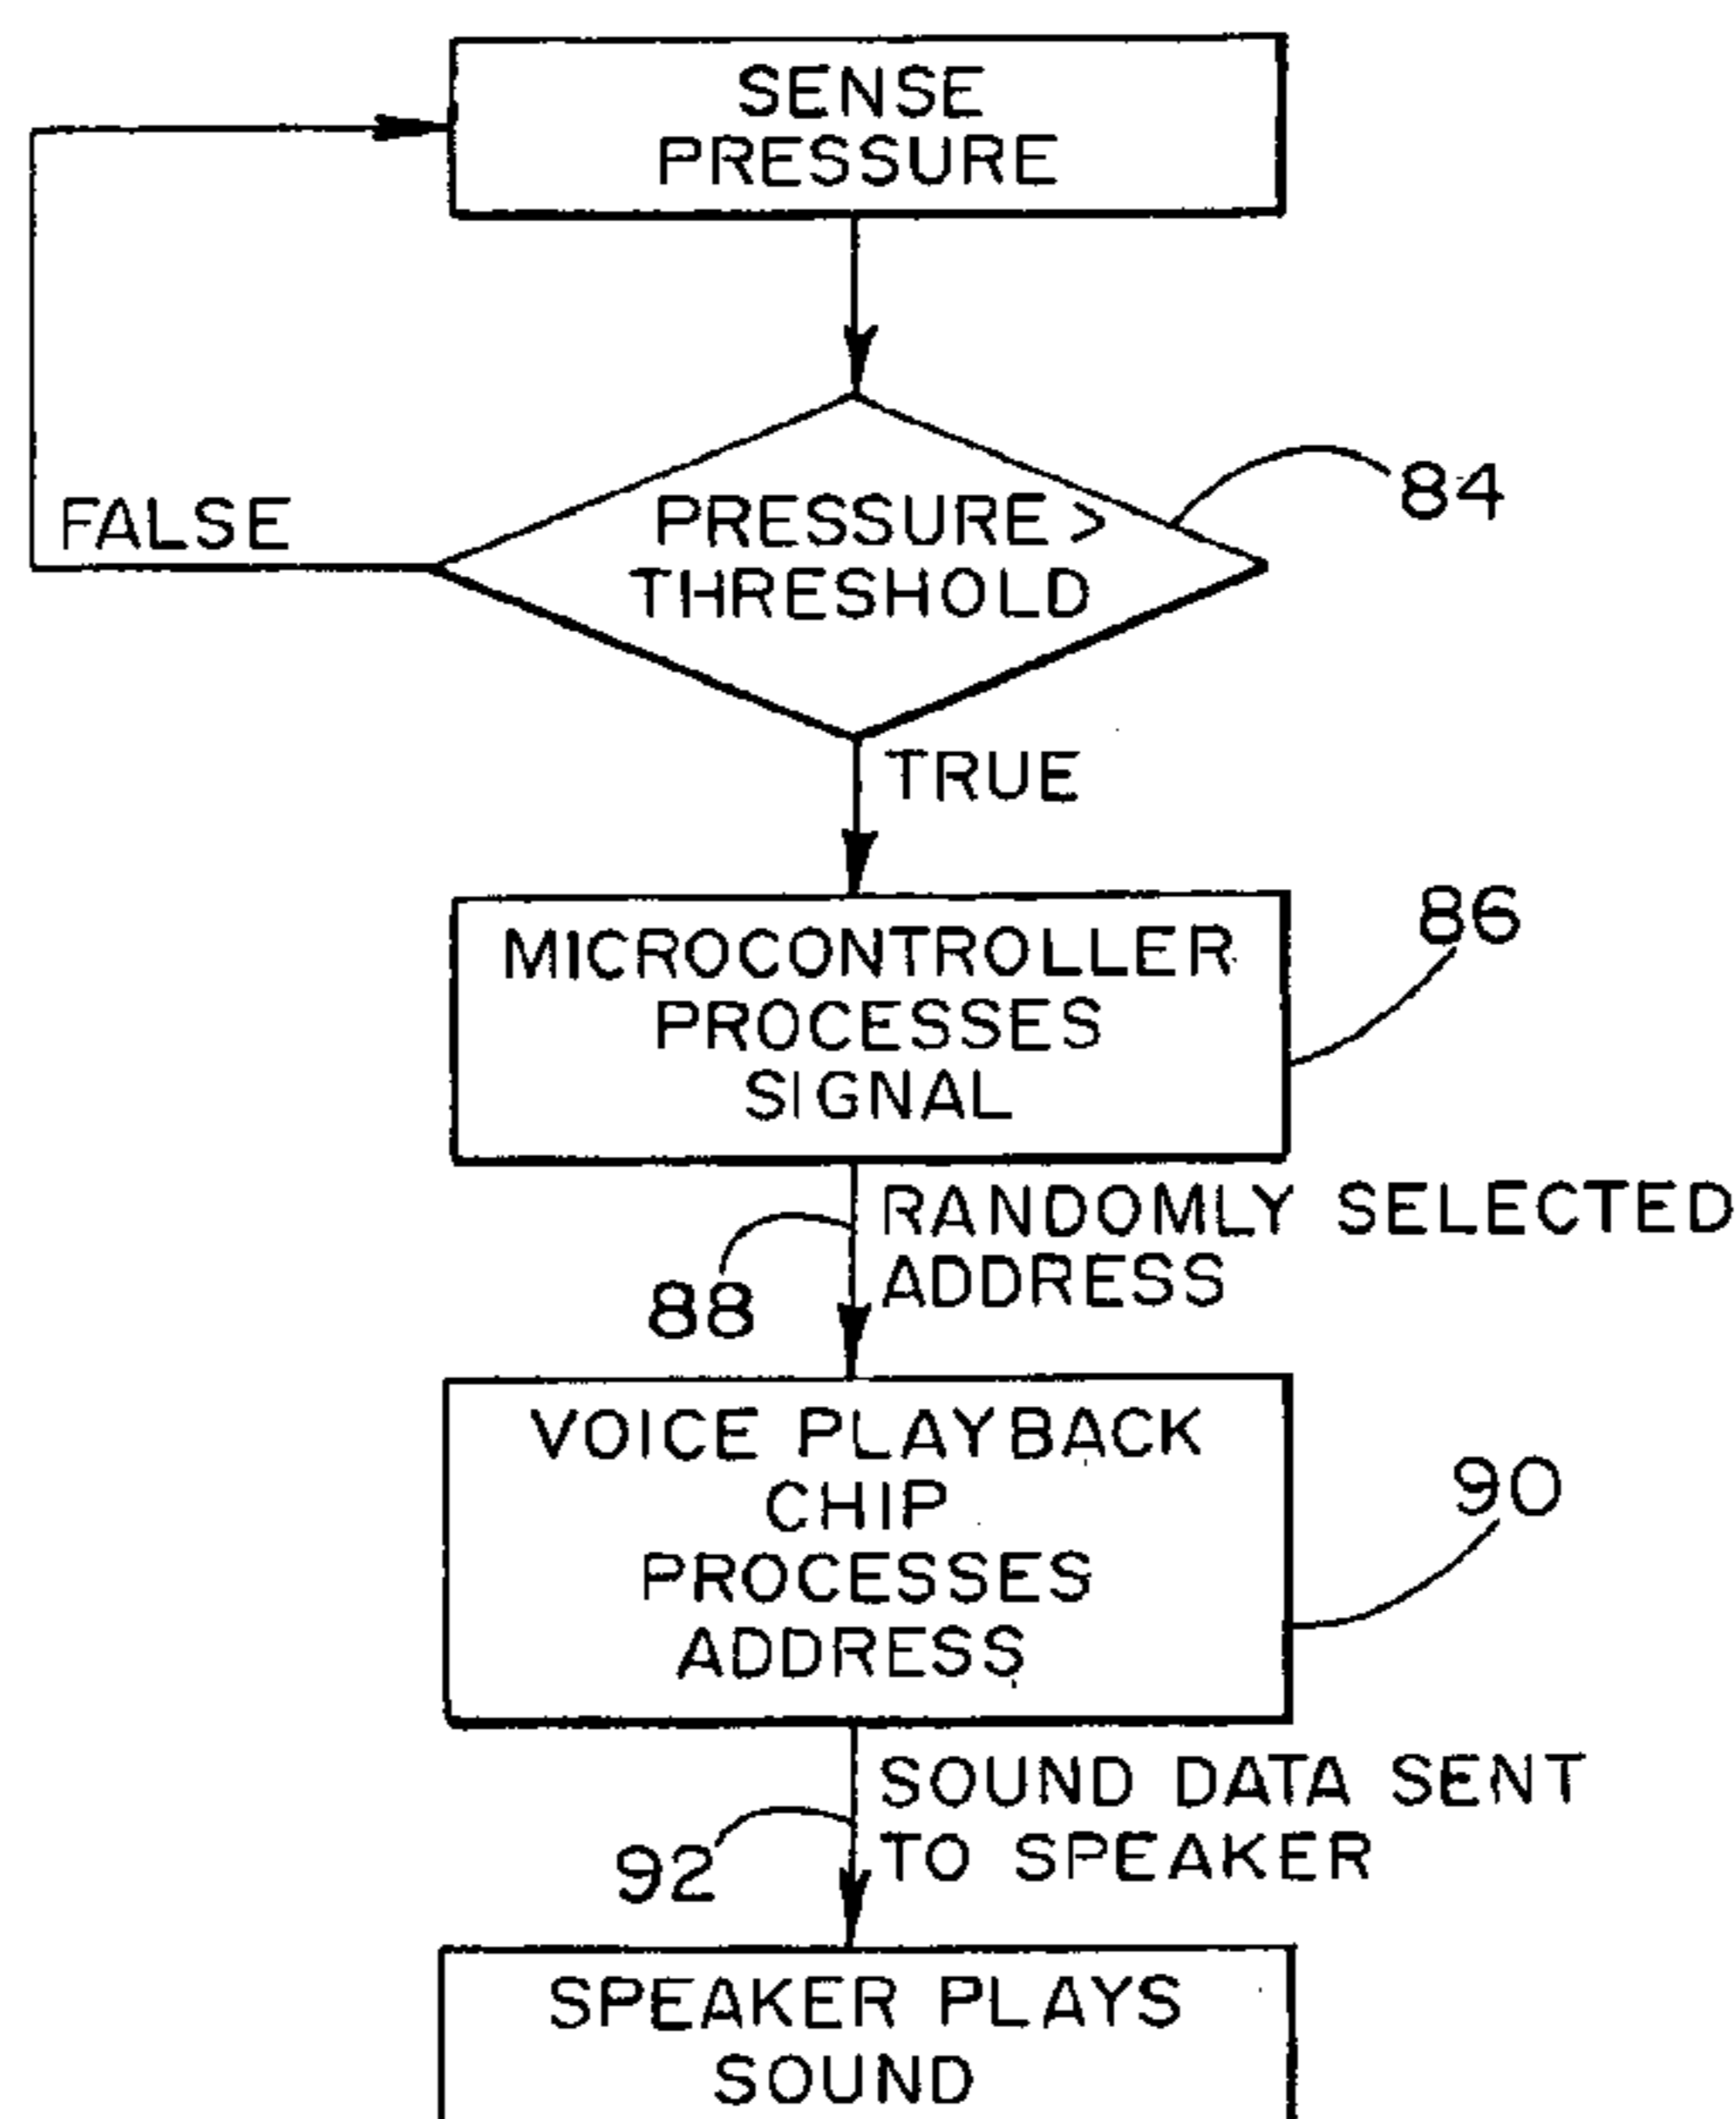 SENSE
PRESSURE
FALSE
PRESSURE >
THRESHOLD
84
TRUE
MICROCONTROLLER
PROCESSES
SIGNAL
86
88
RANDOMLY SELECTED
ADDRESS
VOICE PLAYBACK
CHIP
PROCESSES
ADDRESS
90
92
SOUND DATA SENT
TO SPEAKER
SPEAKER PLAYS
SOUND